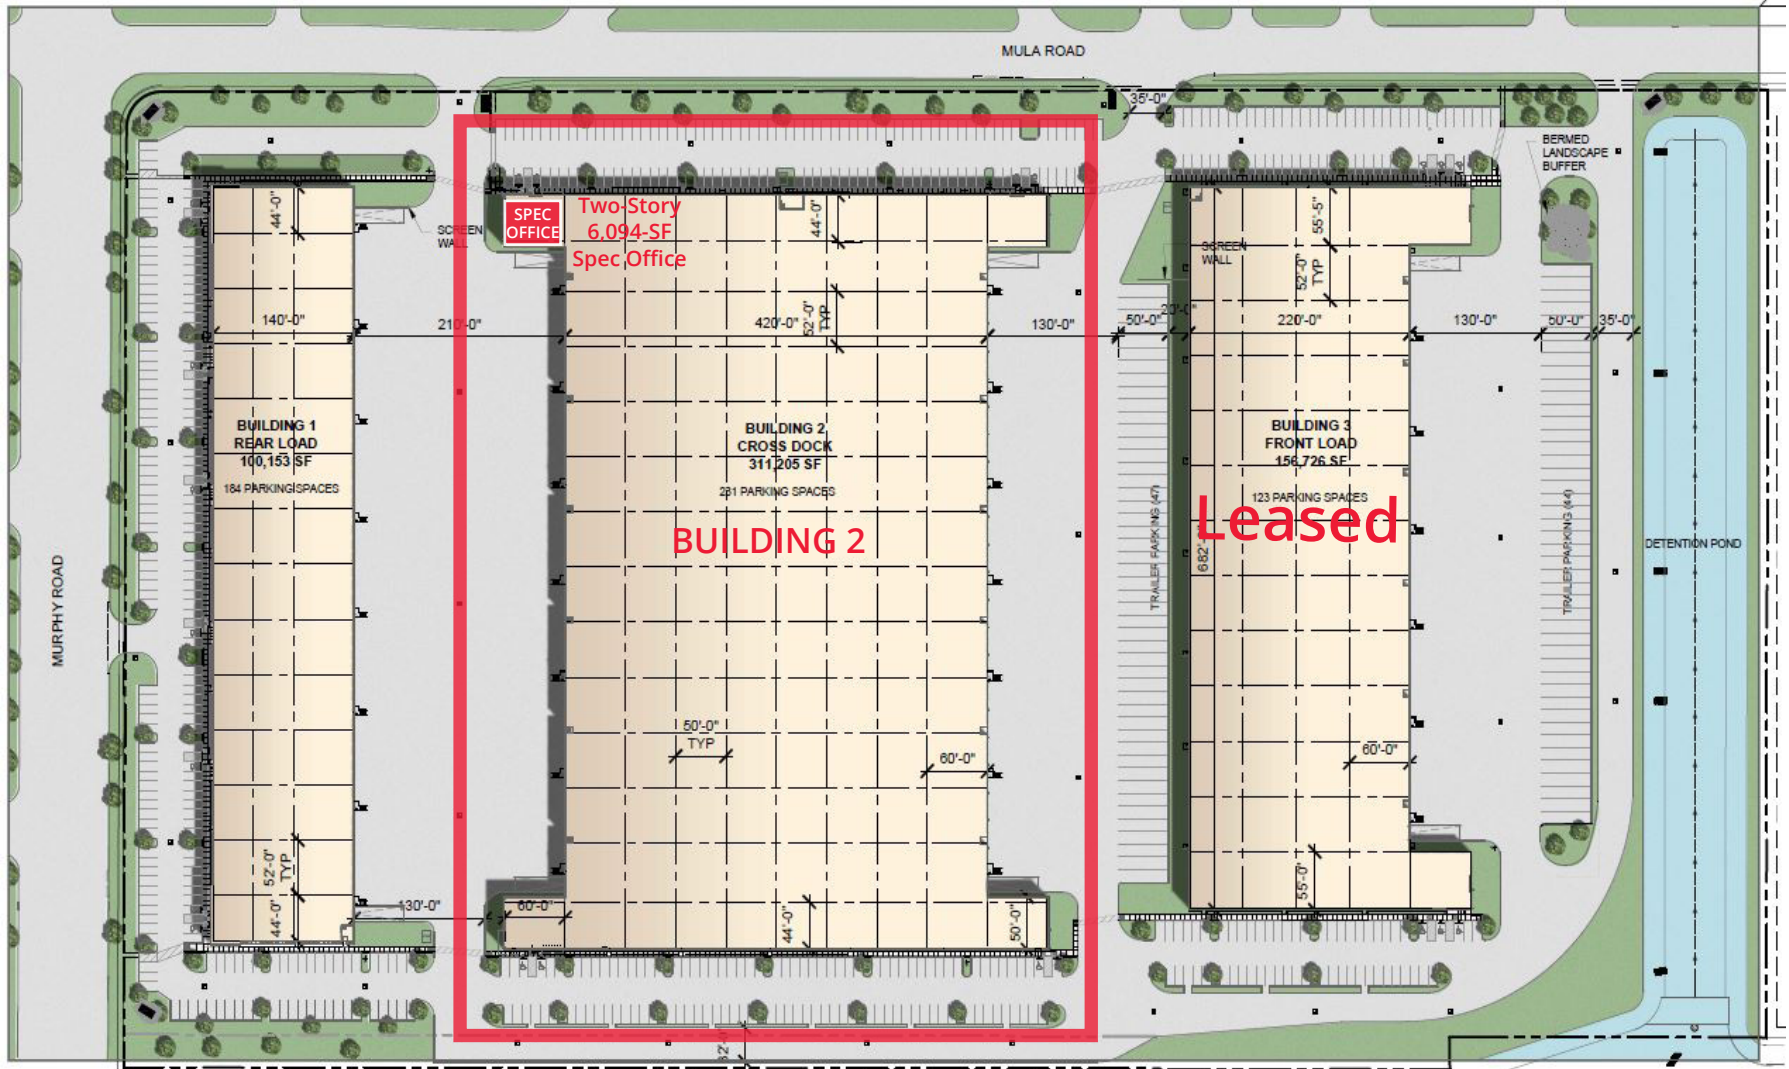 MULA ROAD
35'-0"
BERMED
LANDSCAPE
BUFFER
44'-0"
SCREEN
WALL
SPEC
OFFICE
Two-Story
6,094-SF
Spec Office
44'-0"
55'-5"
SCREEN
WALL
52'-0"
TYP
52'-0"
TYP
140'-0"
210'-0"
420'-0"
130'-0"
50'-0"
20'-0"
220'-0"
130'-0"
50'-0"
35'-0"
BUILDING 1
REAR LOAD
100,153 SF
184 PARKING SPACES
BUILDING 2
CROSS DOCK
311,205 SF
231 PARKING SPACES
BUILDING 2
BUILDING 3
FRONT LOAD
156,726 SF
123 PARKING SPACES
Leased
682'-
TRAILER PARKING (47)
TRAILER PARKING (44)
DETENTION POND
MURPHY ROAD
50'-0"
TYP
60'-0"
60'-0"
52'-0"
TYP
44'-0"
130'-0"
60'-0"
44'-0"
50'-0"
55'-0"